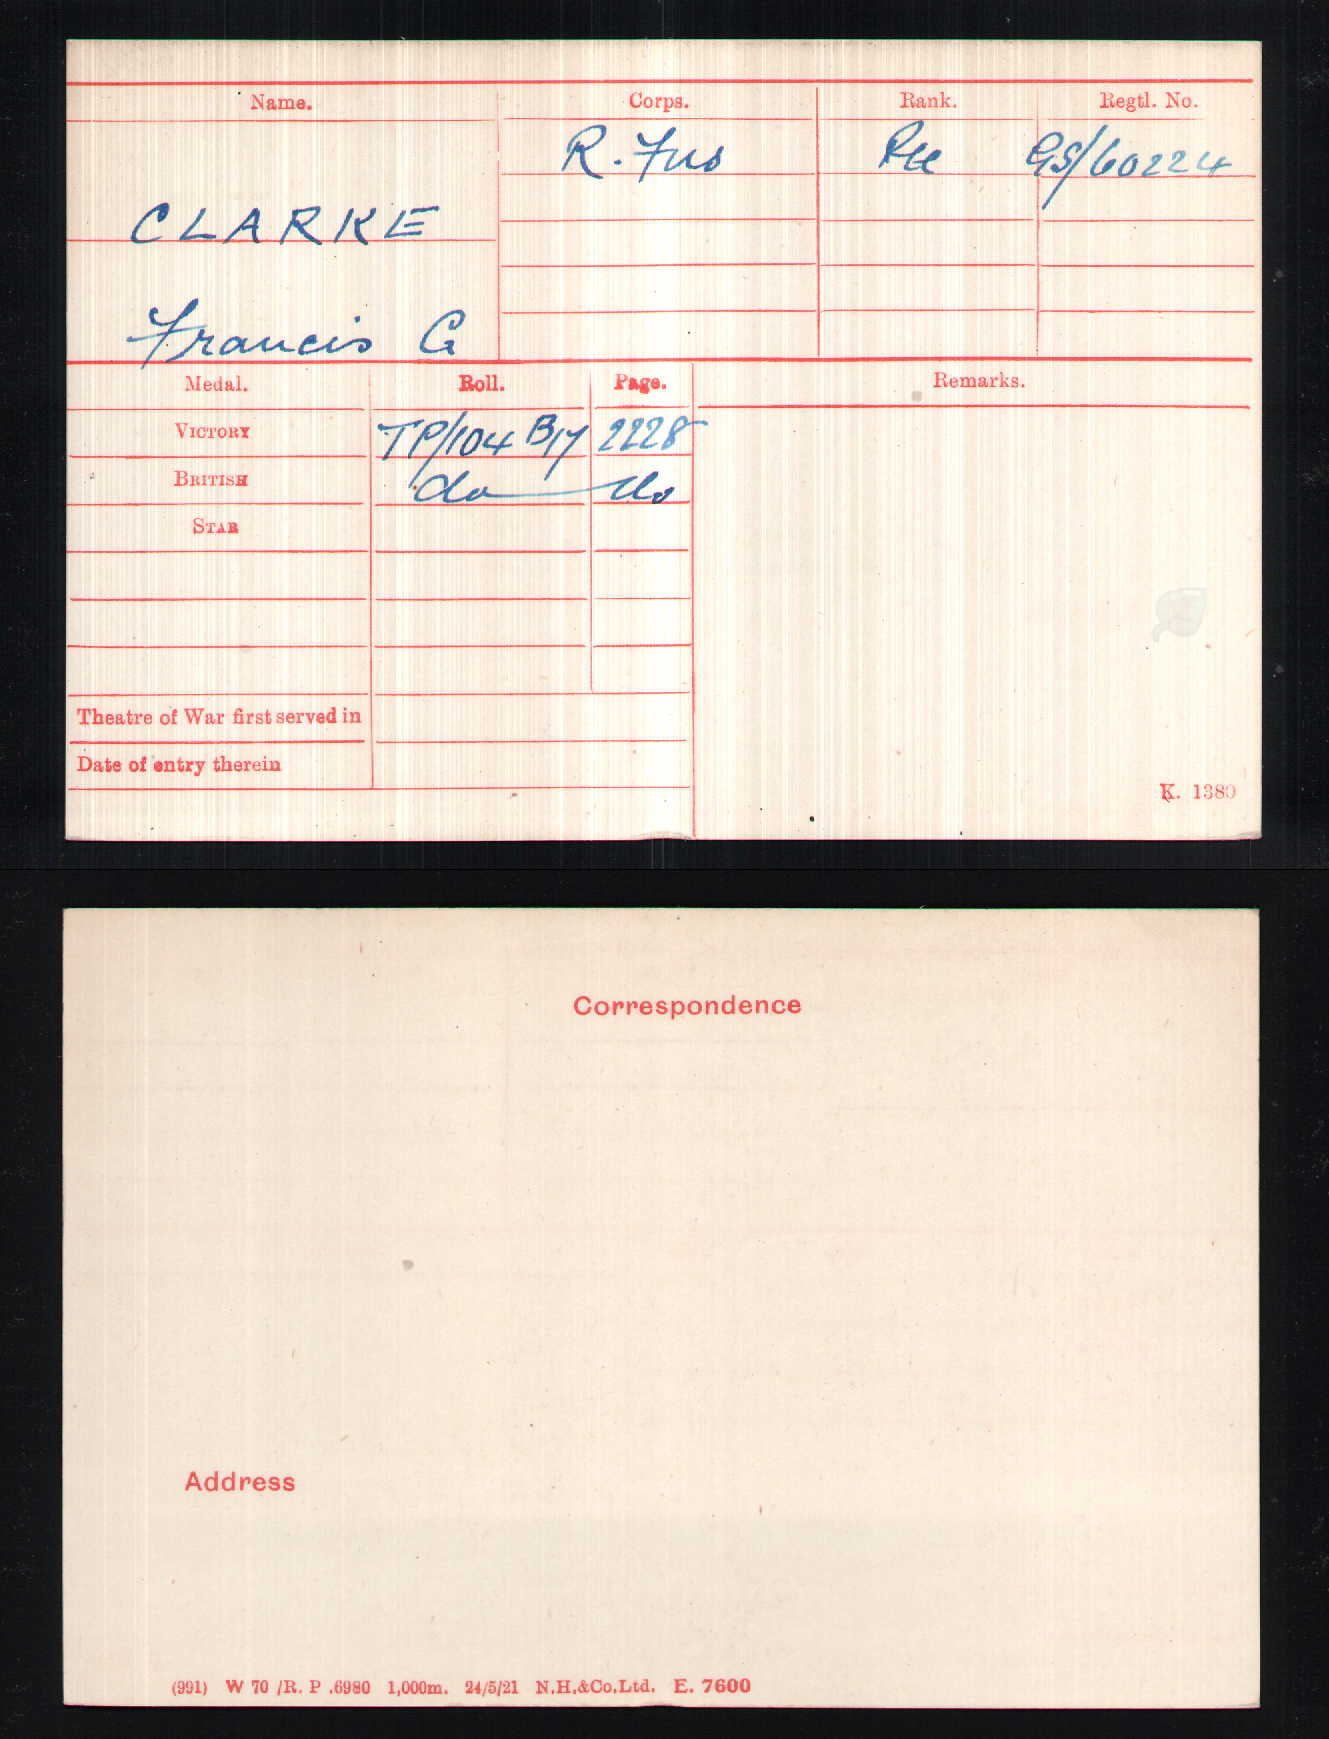 Name. Corps. Rank. Regtl. No.
R. Fus Pte GS/60224
CLARKE
Francis G
Medal. Roll. Page. Remarks.
VICTORY TP/104 B17 2228
BRITISH do do
STAR
Theatre of War first served in
Date of entry therein
K. 1380
Correspondence
Address
(991) W 70 /R. P .6980 1,000m. 24/5/21 N.H.&Co.Ltd. E. 7600